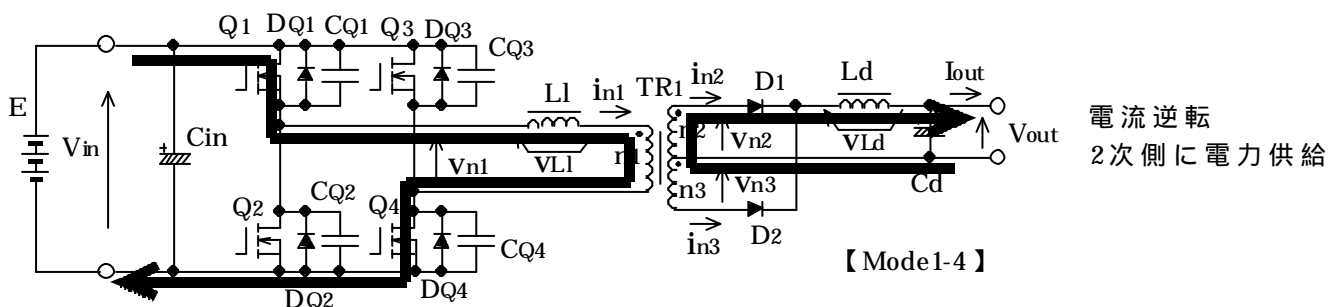 Q1 DQ1 CQ1 Q3 DQ3 CQ3
E
Vin
Cin
+
Ll
in1
TR1
in2
D1
Ld
Iout
n1
n2
n3
Vn1
VLl
Vn2
VLd
Vn3
Vout
Cd
Q2
CQ2
Q4
CQ4
DQ2
DQ4
in3
D2
電流逆転
2次側に電力供給
【Mode1-4】